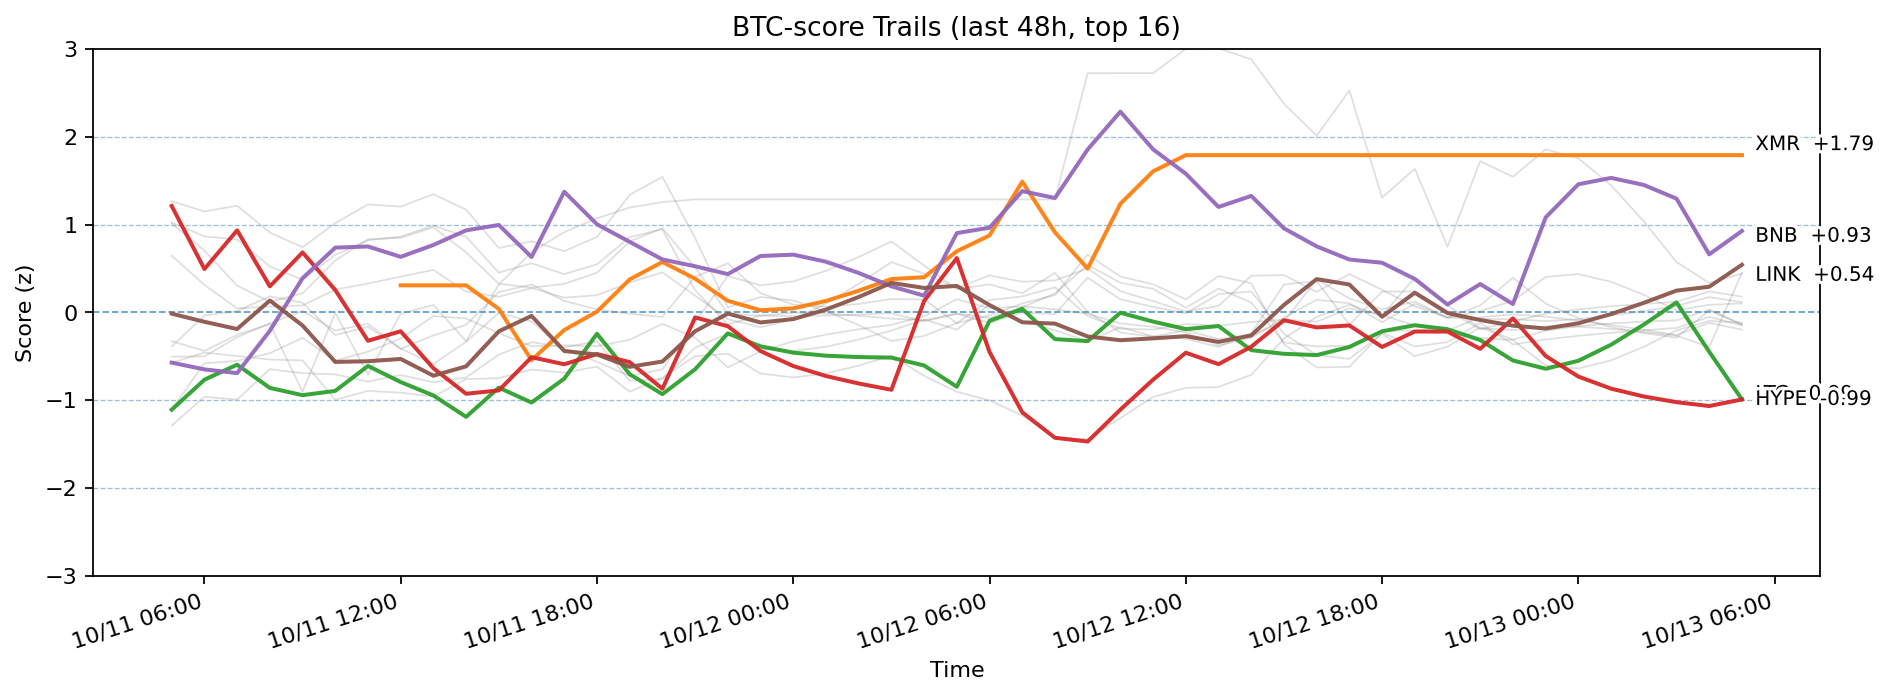 BTC-score Trails (last 48h, top 16)
Score (z)
3
2
1
0
−1
−2
−3
XMR +1.79
BNB +0.93
LINK +0.54
HYPE -0.99
10/11 06:00
10/11 12:00
10/11 18:00
10/12 00:00
10/12 06:00
10/12 12:00
10/12 18:00
10/13 00:00
10/13 06:00
Time